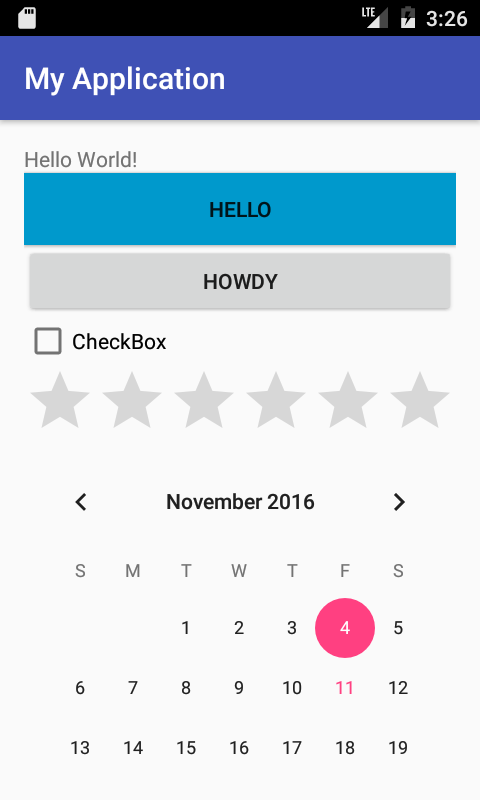 LTE 3:26
My Application
Hello World!
HELLO
HOWDY
CheckBox
November 2016
S M T W T F S
1 2 3 4 5
6 7 8 9 10 11 12
13 14 15 16 17 18 19